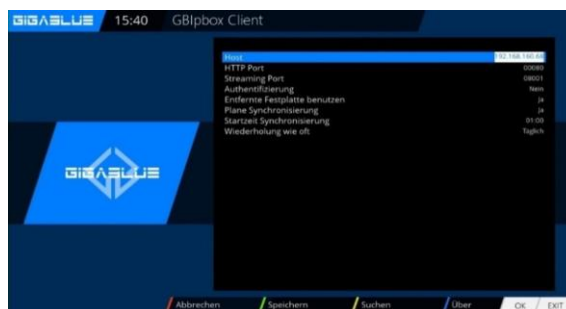 GIGABLUE 15:40 GBIpbox Client
Host 192.168.160.68
HTTP Port 00080
Streaming Port 08001
Authentifizierung Nein
Entfernte Festplatte benutzen Ja
Plane Synchronisierung Ja
Startzeit Synchronisierung 01:00
Wiederholung wie oft Täglich
GIGABLUE
Abbrechen Speichern Suchen Über OK EXIT